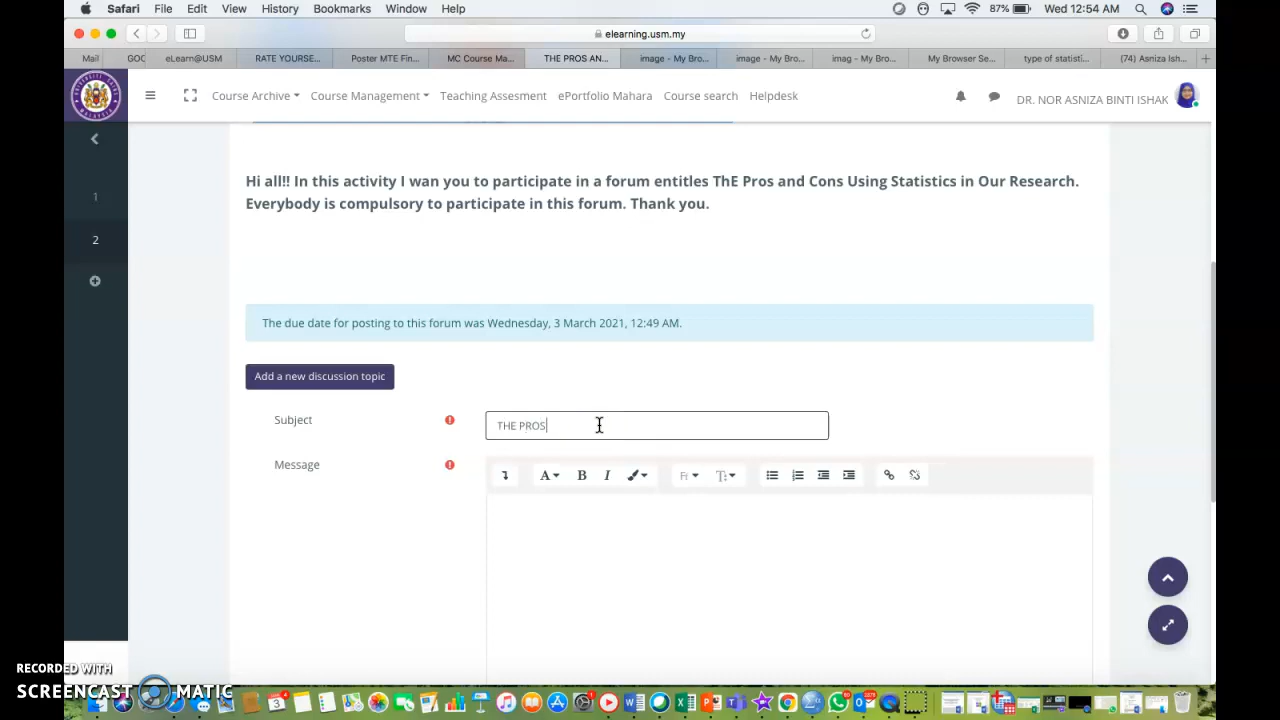 Safari File Edit View History Bookmarks Window Help 87% Wed 12:54 AM
elearning.usm.my
Mail GOO eLearn@USM RATE YOURSE... Poster MTE Fin... MC Course Ma... THE PROS AN... image - My Bro... image - My Bro... imag - My Bro... My Browser Se... type of statisti... (74) Asniza Ish...
Course Archive Course Management Teaching Assesment ePortfolio Mahara Course search Helpdesk DR. NOR ASNIZA BINTI ISHAK
1
2
Hi all!! In this activity I wan you to participate in a forum entitles ThE Pros and Cons Using Statistics in Our Research.
Everybody is compulsory to participate in this forum. Thank you.
The due date for posting to this forum was Wednesday, 3 March 2021, 12:49 AM.
Add a new discussion topic
Subject THE PROS
Message
RECORDED WITH
SCREENCAST MATIC